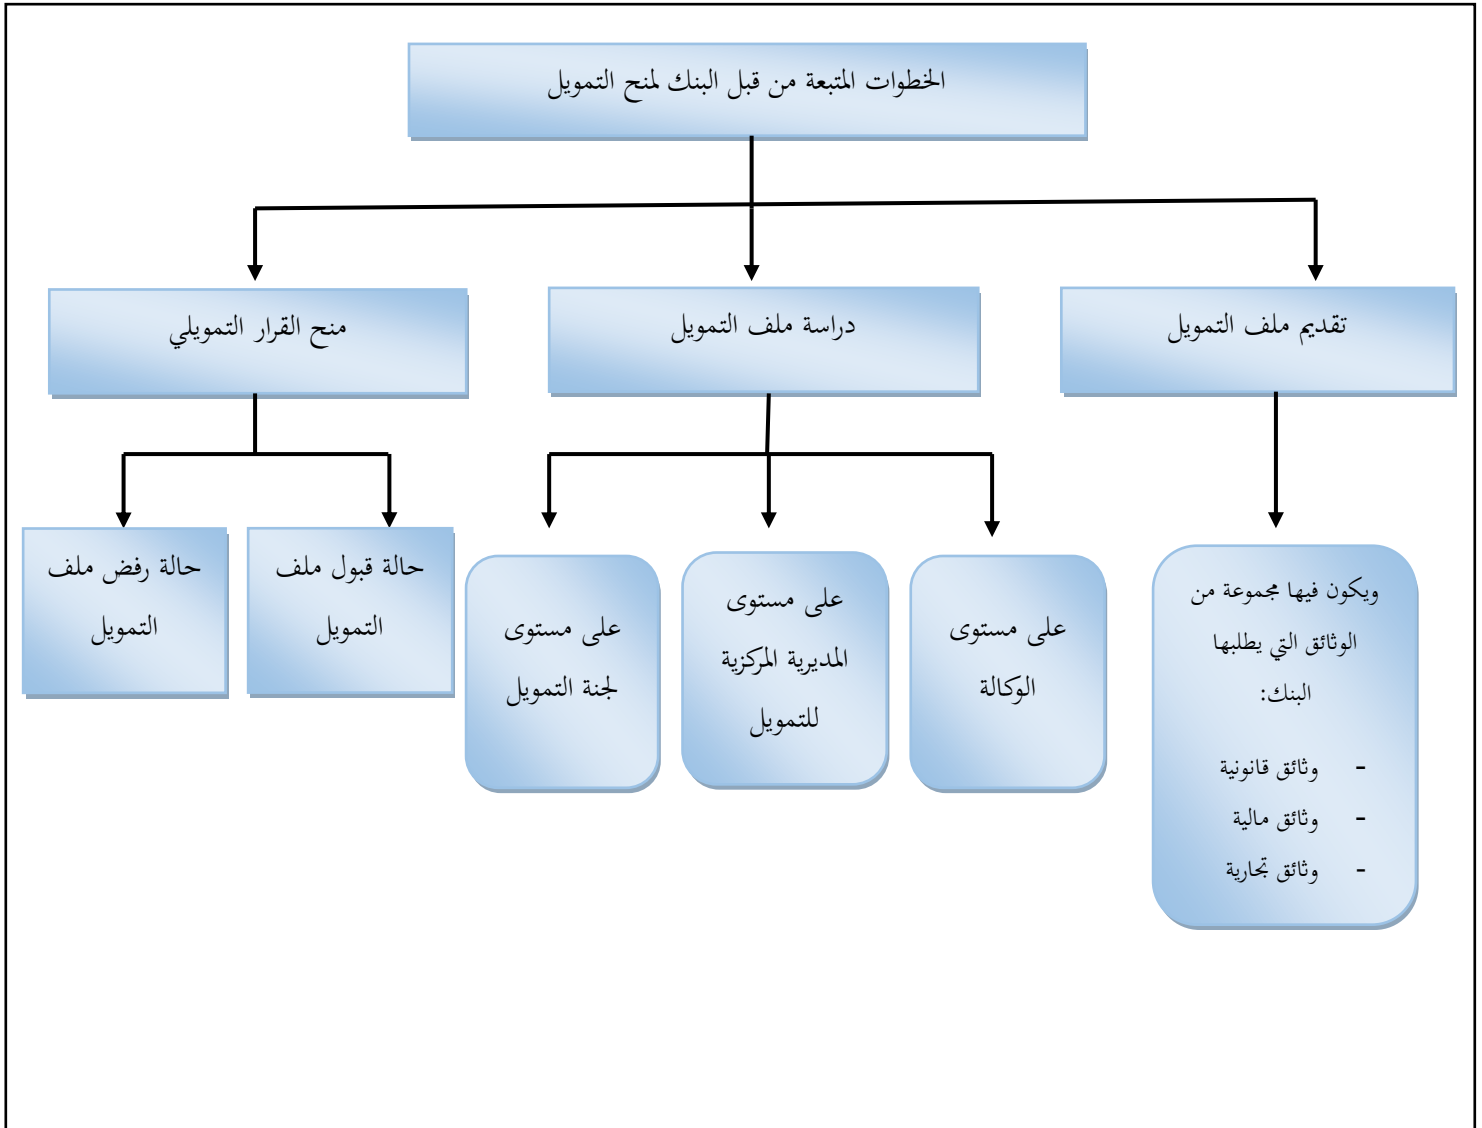 الخطوات المتبعة من قبل البنك لمنح التمويل
تقديم ملف التمويل
دراسة ملف التمويل
منح القرار التمويلي
ويكون فيها مجموعة من
الوثائق التي يطلبها
البنك:
- وثائق قانونية
- وثائق مالية
- وثائق تجارية
على مستوى
الوكالة
على مستوى
المديرية المركزية
للتمويل
على مستوى
لجنة التمويل
حالة قبول ملف
التمويل
حالة رفض ملف
التمويل